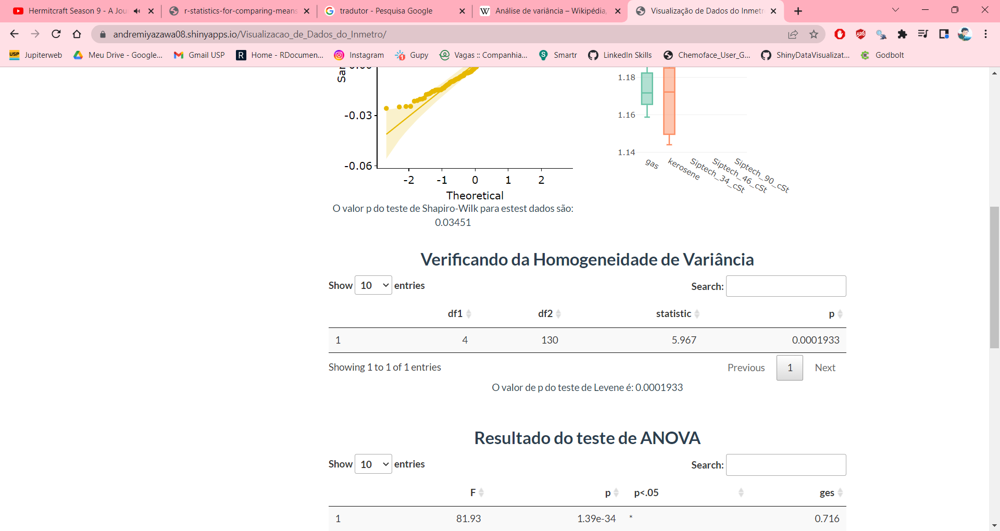 Hermitcraft Season 9 - A Jou
r-statistics-for-comparing-means
tradutor - Pesquisa Google
W Análise de variância – Wikipédia,
Visualização de Dados do Inmetr
andremiyazawa08.shinyapps.io/Visualizacao_de_Dados_do_Inmetro/
USP Jupiterweb
Meu Drive - Google...
Gmail USP
R Home - RDocumen...
Instagram
1 Gupy
Vagas :: Companhia...
S Smartr
LinkedIn Skills
Chemoface_User_G...
ShinyDataVisualizat...
Godbolt
-0.03
-0.06
-2 -1 0 1 2
Theoretical
1.18
1.16
1.14
gas
kerosene
Siptech_34_cSt
Siptech_46_cSt
Siptech_90_cSt
O valor p do teste de Shapiro-Wilk para estest dados são:
0.03451
Verificando da Homogeneidade de Variância
Show 10 entries
Search:
df1 df2 statistic p
1 4 130 5.967 0.0001933
Showing 1 to 1 of 1 entries
Previous 1 Next
O valor de p do teste de Levene é: 0.0001933
Resultado do teste de ANOVA
Show 10 entries
Search:
F p p<.05 ges
1 81.93 1.39e-34 * 0.716